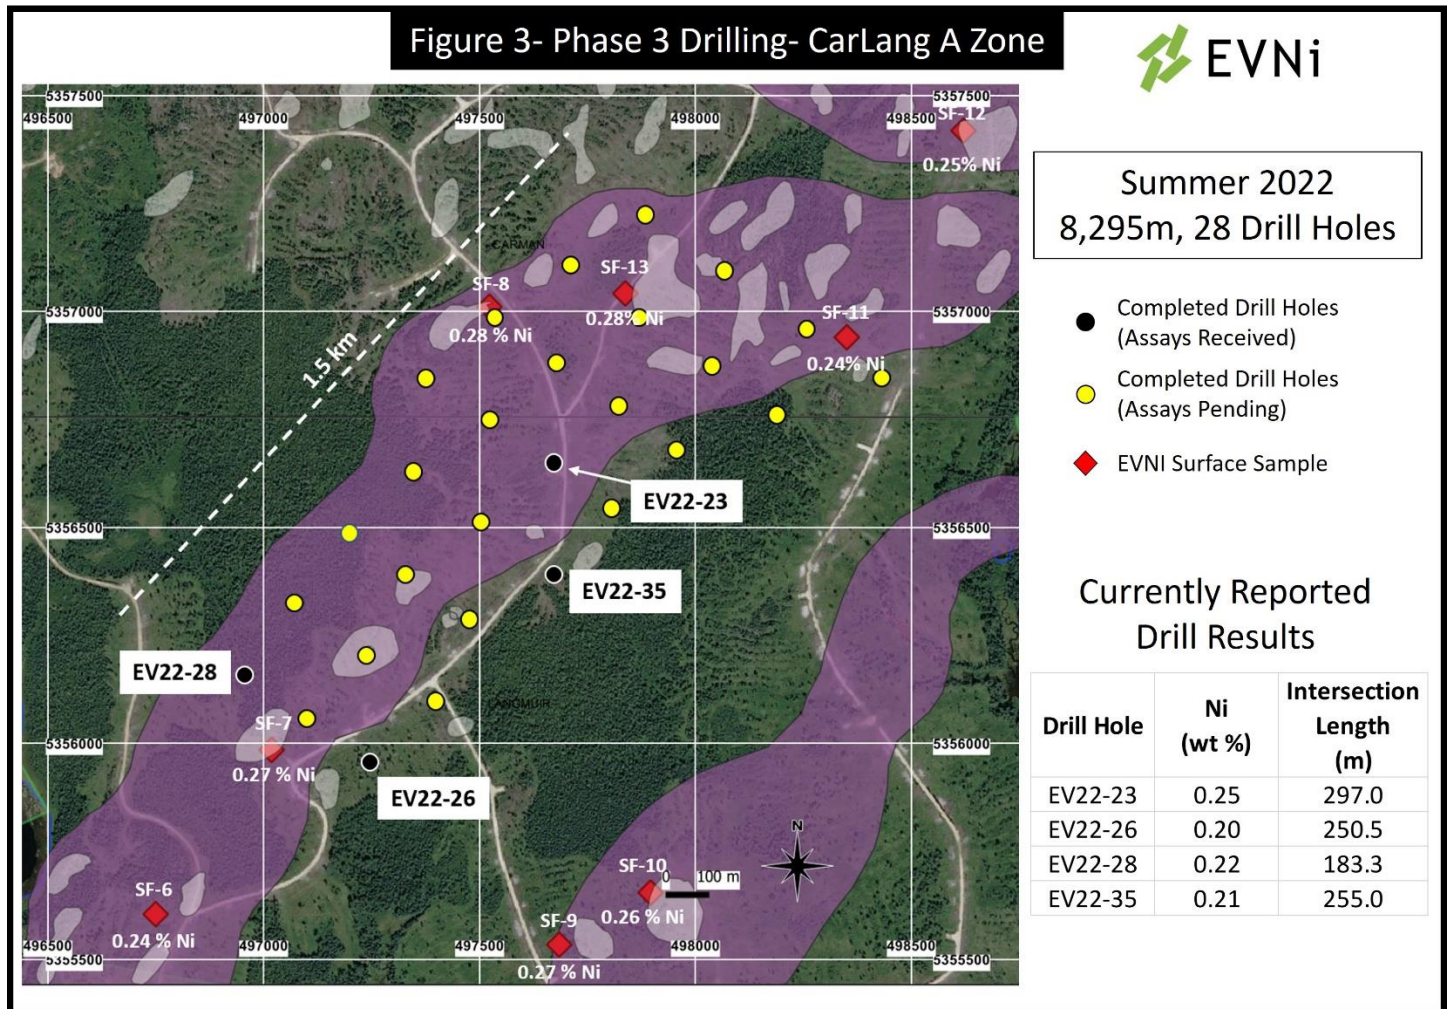 Figure 3- Phase 3 Drilling- CarLang A Zone
EVNi
5357500
496500
497000
497500
498000
498500
5357500
SF-12
0.25% Ni
CARMAN
SF-8
0.28 % Ni
SF-13
0.28% Ni
SF-11
0.24% Ni
5357000
5357000
1.5 km
EV22-23
5356500
5356500
EV22-35
EV22-28
SF-7
0.27 % Ni
LANGMUIR
5356000
5356000
EV22-26
SF-6
0.24 % Ni
SF-10
0.26 % Ni
SF-9
0.27 % Ni
0 100 m
N
496500
497000
497500
498000
498500
5355500
5355500
Summer 2022
8,295m, 28 Drill Holes
Completed Drill Holes
(Assays Received)
Completed Drill Holes
(Assays Pending)
EVNI Surface Sample
Currently Reported
Drill Results
Drill Hole Ni (wt %) Intersection Length (m)
EV22-23 0.25 297.0
EV22-26 0.20 250.5
EV22-28 0.22 183.3
EV22-35 0.21 255.0